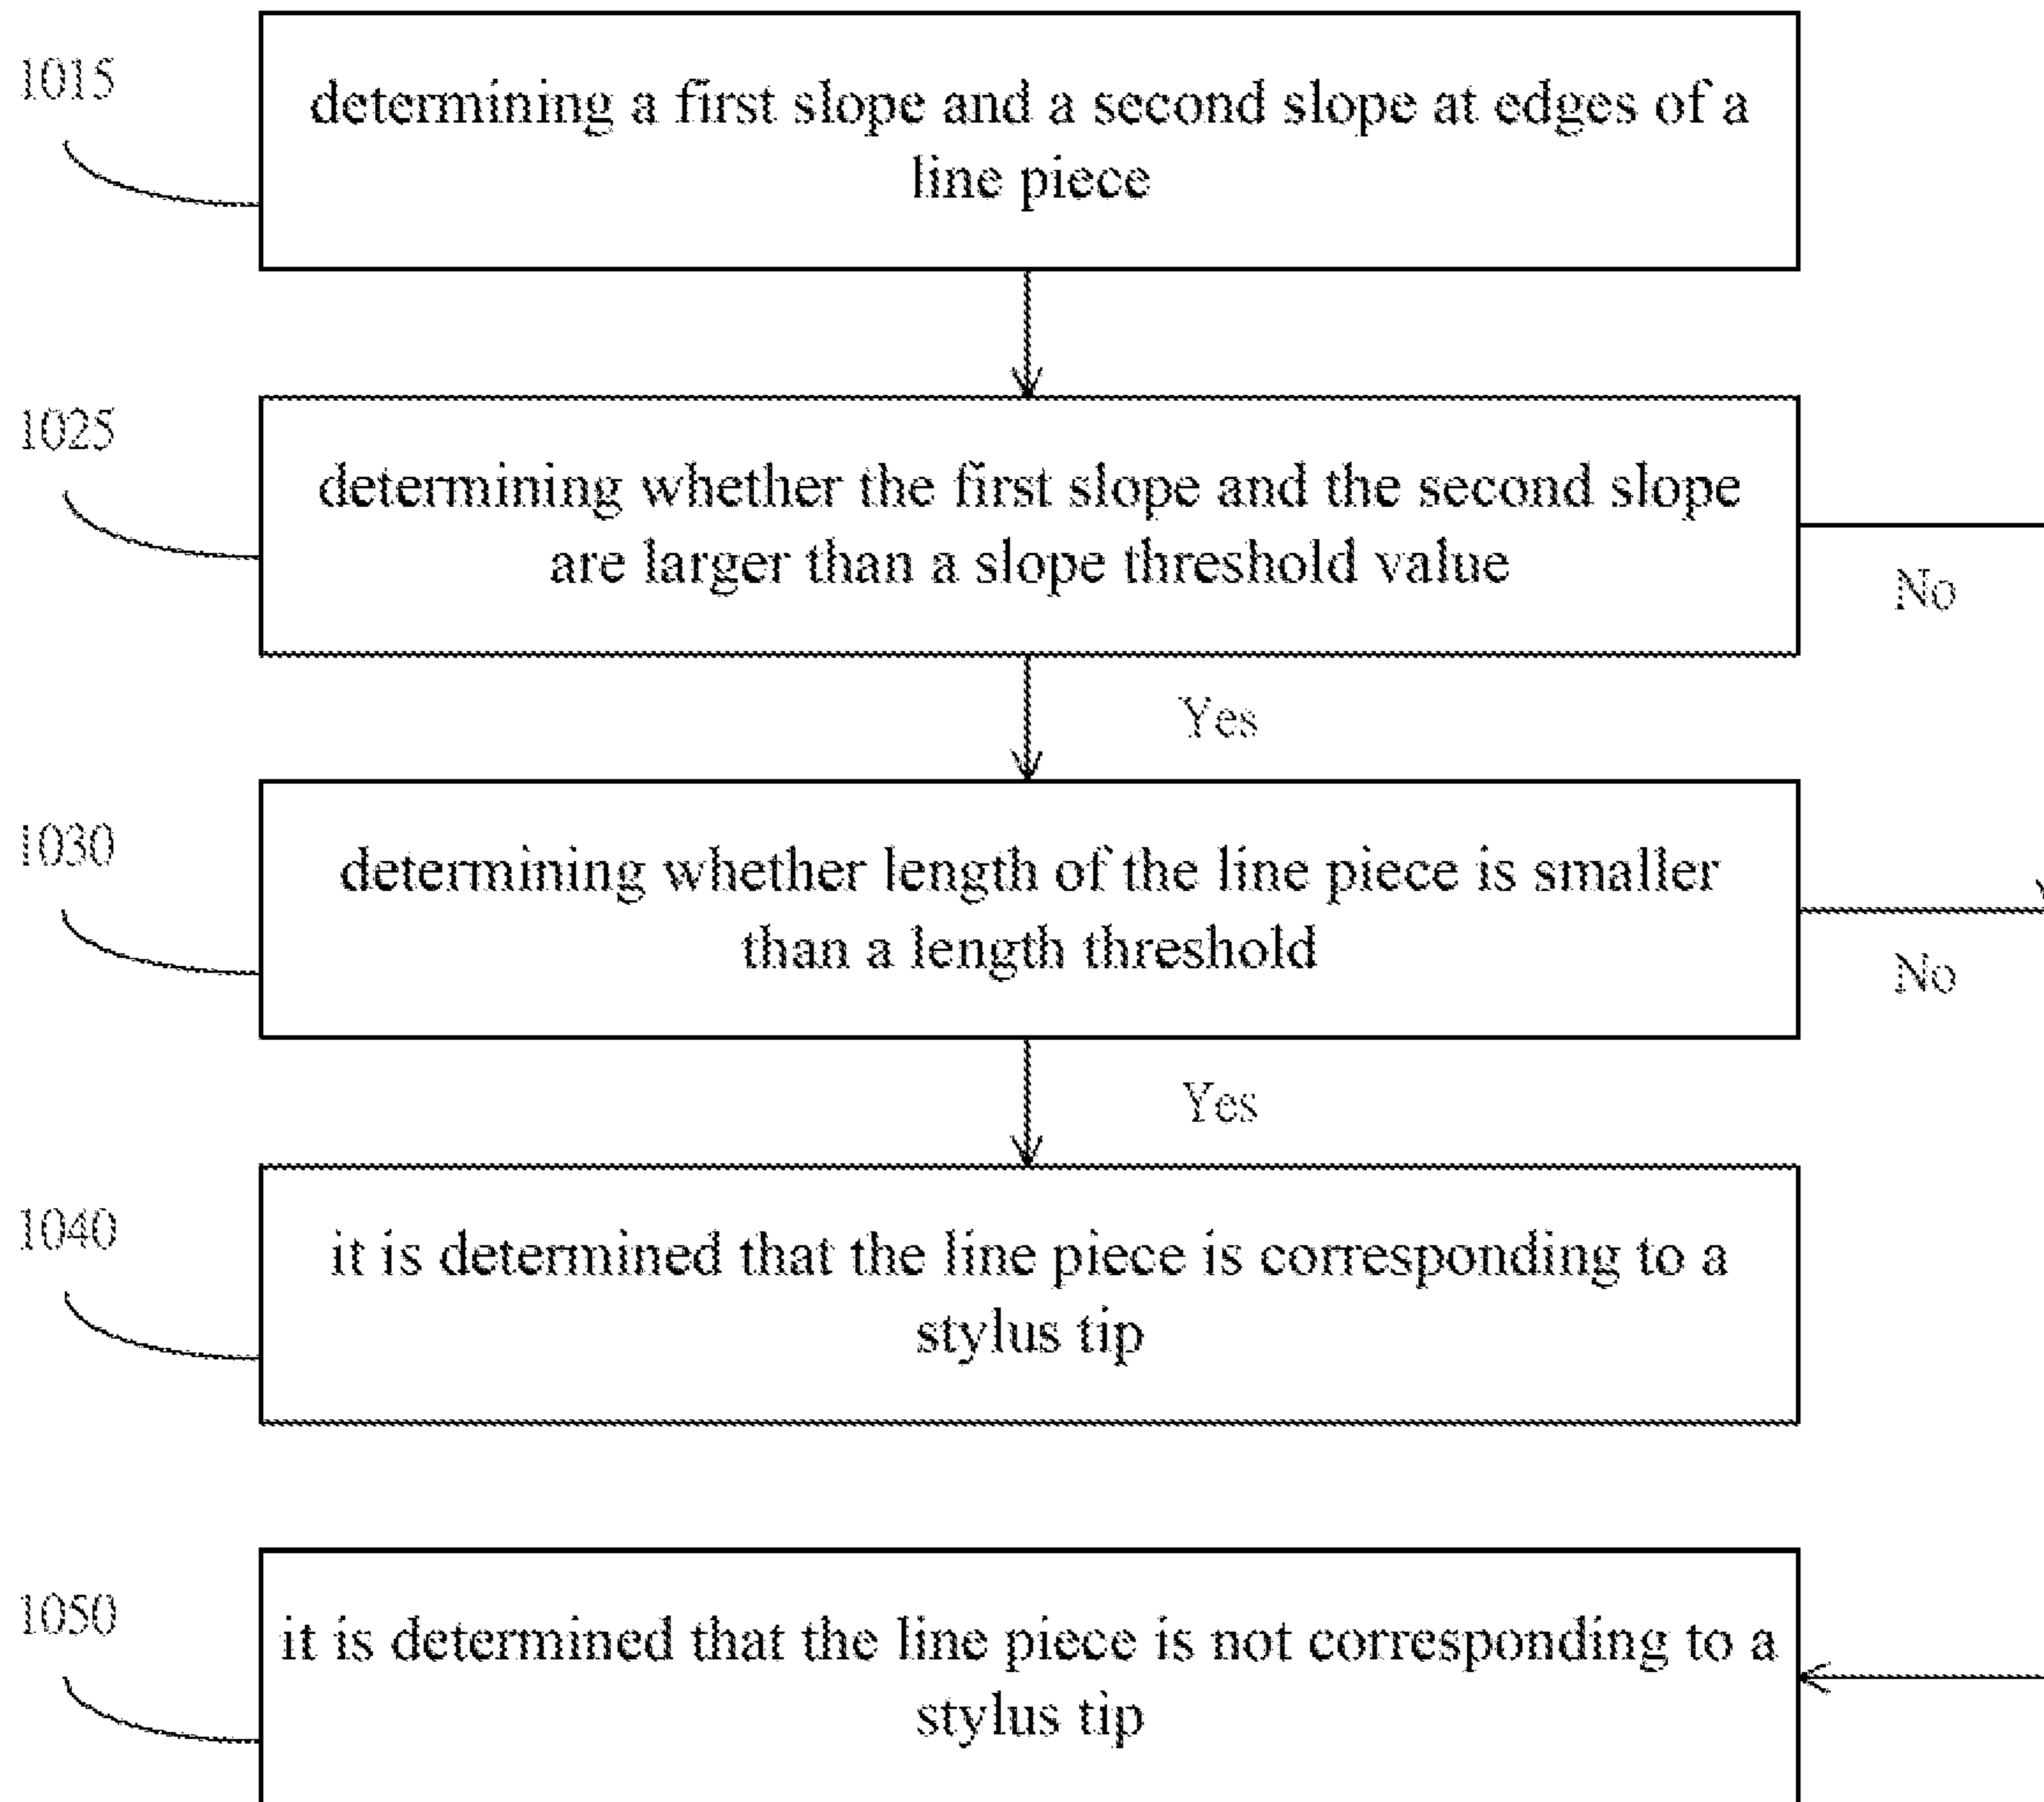 1015
determining a first slope and a second slope at edges of a
line piece
1025
determining whether the first slope and the second slope
are larger than a slope threshold value
No
Yes
1030
determining whether length of the line piece is smaller
than a length threshold
No
Yes
1040
it is determined that the line piece is corresponding to a
stylus tip
1050
it is determined that the line piece is not corresponding to a
stylus tip